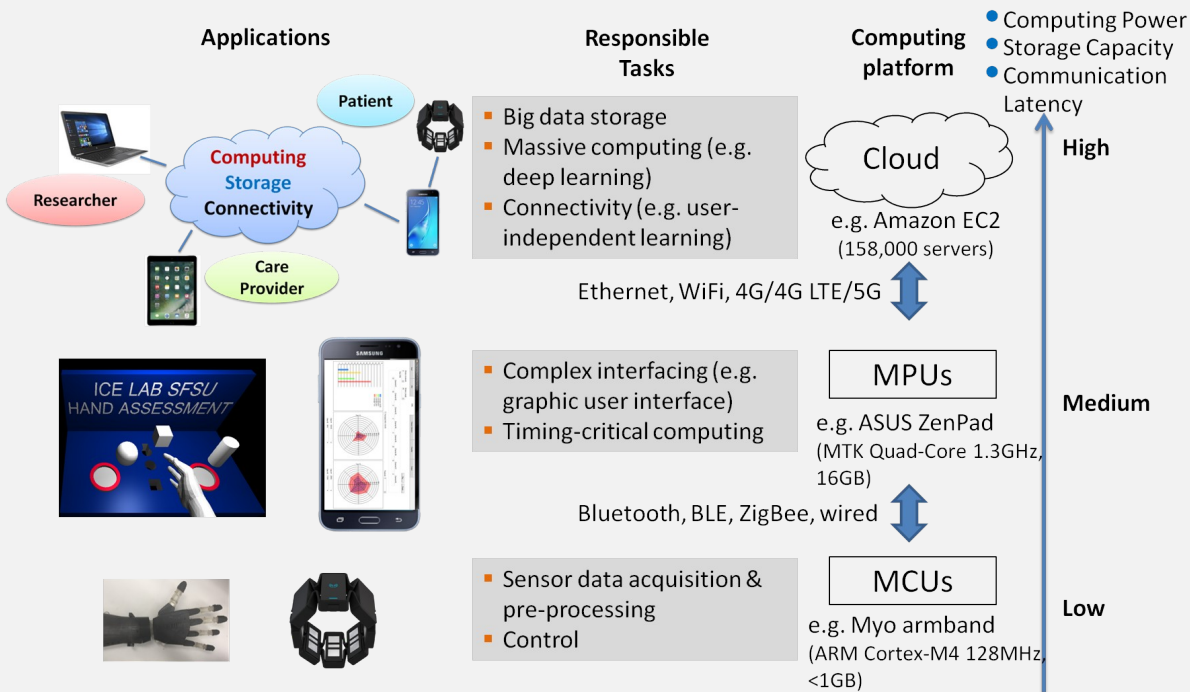 Applications
Responsible
Tasks
Computing
platform
Computing Power
Storage Capacity
Communication
Latency
Patient
Computing
Storage
Connectivity
Researcher
Care
Provider
▪ Big data storage
▪ Massive computing (e.g.
deep learning)
▪ Connectivity (e.g. user-
independent learning)
Cloud
e.g. Amazon EC2
(158,000 servers)
High
Ethernet, WiFi, 4G/4G LTE/5G
ICE LAB SFSU
HAND ASSESSMENT
SAMSUNG
▪ Complex interfacing (e.g.
graphic user interface)
▪ Timing-critical computing
MPUs
e.g. ASUS ZenPad
(MTK Quad-Core 1.3GHz,
16GB)
Medium
Bluetooth, BLE, ZigBee, wired
▪ Sensor data acquisition &
pre-processing
▪ Control
MCUs
e.g. Myo armband
(ARM Cortex-M4 128MHz,
<1GB)
Low